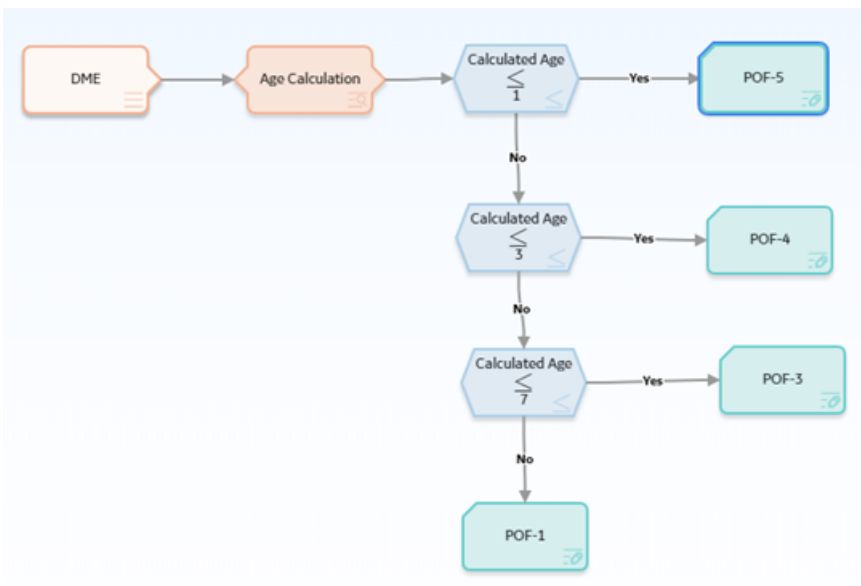 DME
Age Calculation
Calculated Age
≤
1
Yes
POF-5
No
Calculated Age
≤
3
Yes
POF-4
No
Calculated Age
≤
7
Yes
POF-3
No
POF-1